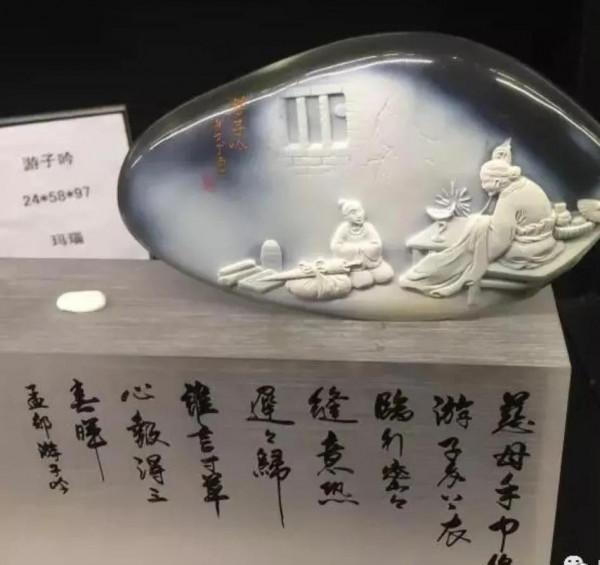 游子吟
24*58*97
玛瑙
慈母手中線
游子身上衣
臨行密々
縫意恐
遲々歸
誰言寸草
心報得三
春暉
孟郊游子吟